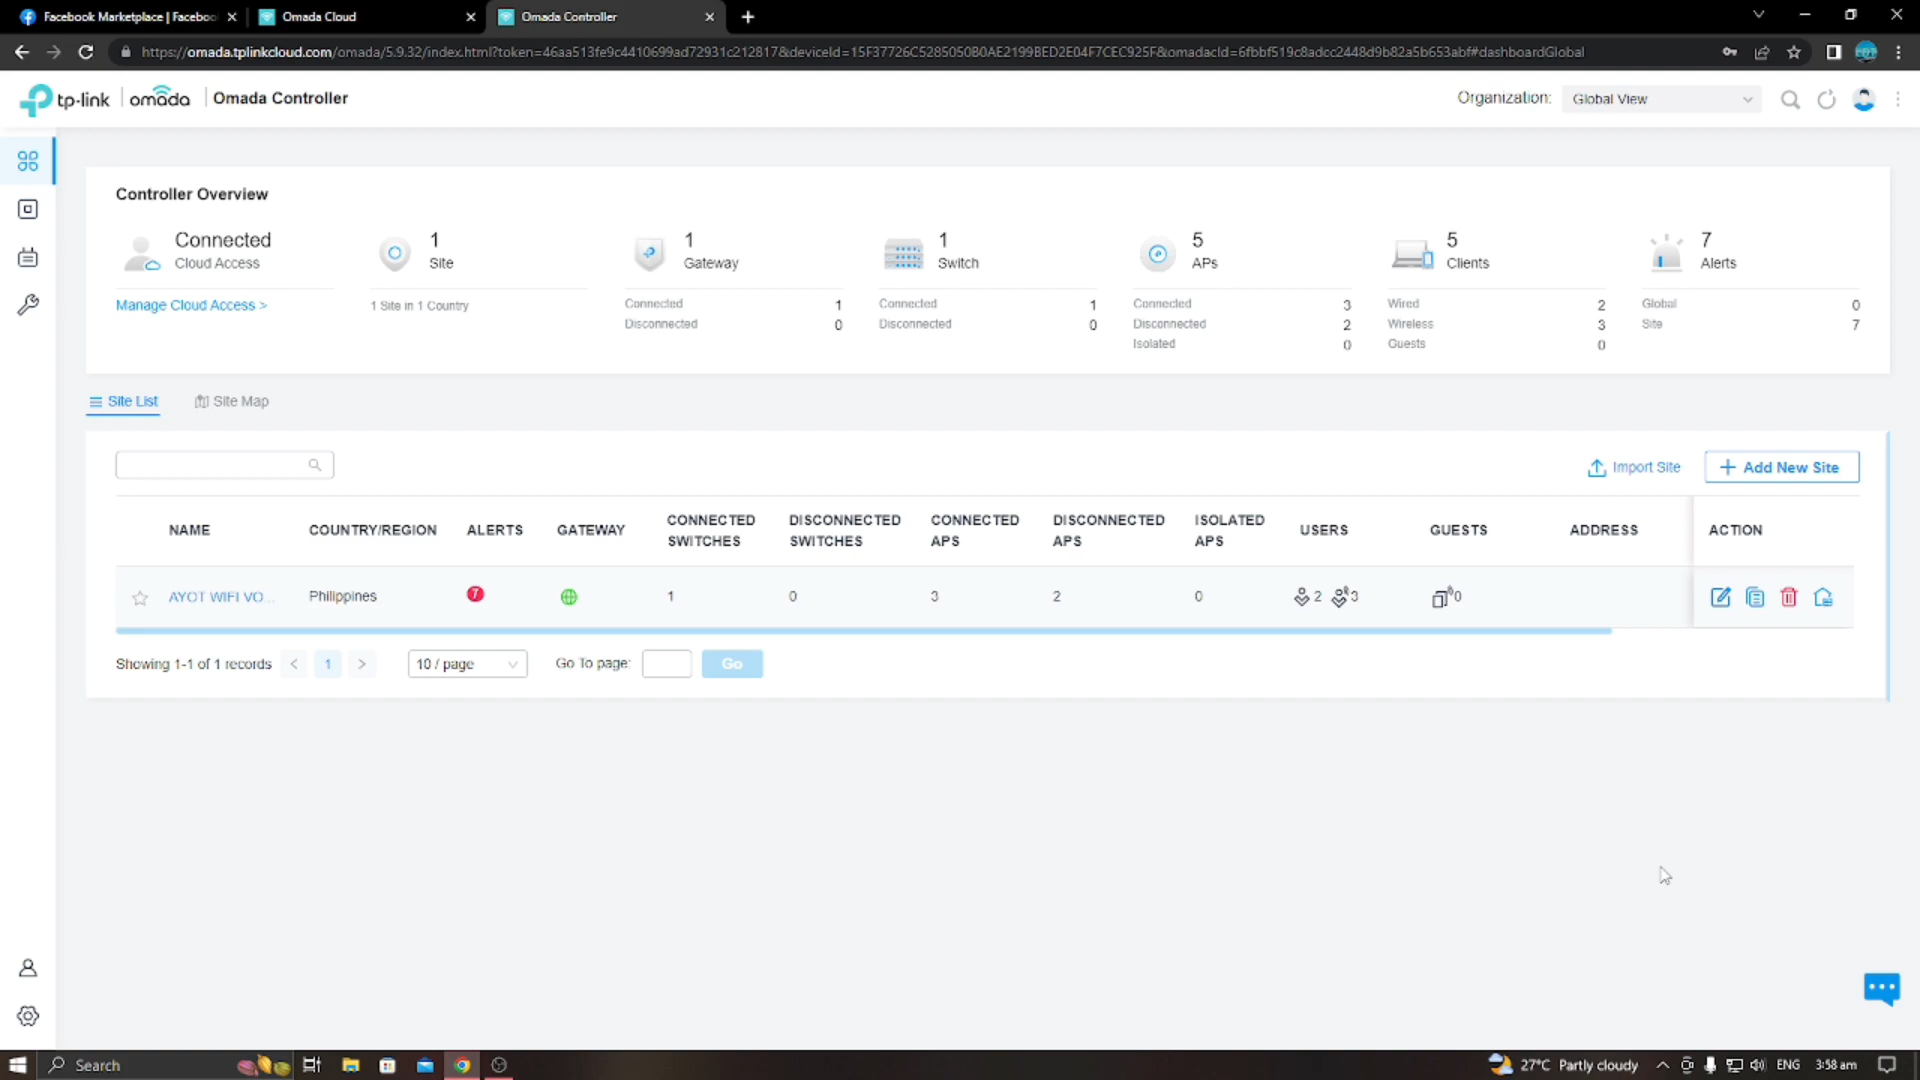 Facebook Marketplace | Faceboo
Omada Cloud
Omada Controller
https://omada.tplinkcloud.com/omada/5.9.32/index.html?token=46aa513fe9c4410699ad72931c212817&deviceId=15F37726C5285050B0AE2199BED2E04F7CEC925F&omadacId=6fbbf519c8adcc2448d9b82a5b653abf#dashboardGlobal
tp-link
omada
Omada Controller
Organization:
Global View
Controller Overview
Connected
Cloud Access
1
Site
1
Gateway
1
Switch
5
APs
5
Clients
7
Alerts
Manage Cloud Access >
1 Site in 1 Country
Connected 1
Disconnected 0
Connected 1
Disconnected 0
Connected 3
Disconnected 2
Isolated 0
Wired 2
Wireless 3
Guests 0
Global 0
Site 7
Site List
Site Map
Import Site
Add New Site
NAME
COUNTRY/REGION
ALERTS
GATEWAY
CONNECTED
SWITCHES
DISCONNECTED
SWITCHES
CONNECTED
APS
DISCONNECTED
APS
ISOLATED
APS
USERS
GUESTS
ADDRESS
ACTION
AYOT WIFI VO...
Philippines
7
1
0
3
2
0
2
3
0
Showing 1-1 of 1 records
< 1 >
10 / page
Go To page:
Go
Search
27°C Partly cloudy
ENG
3:58 am